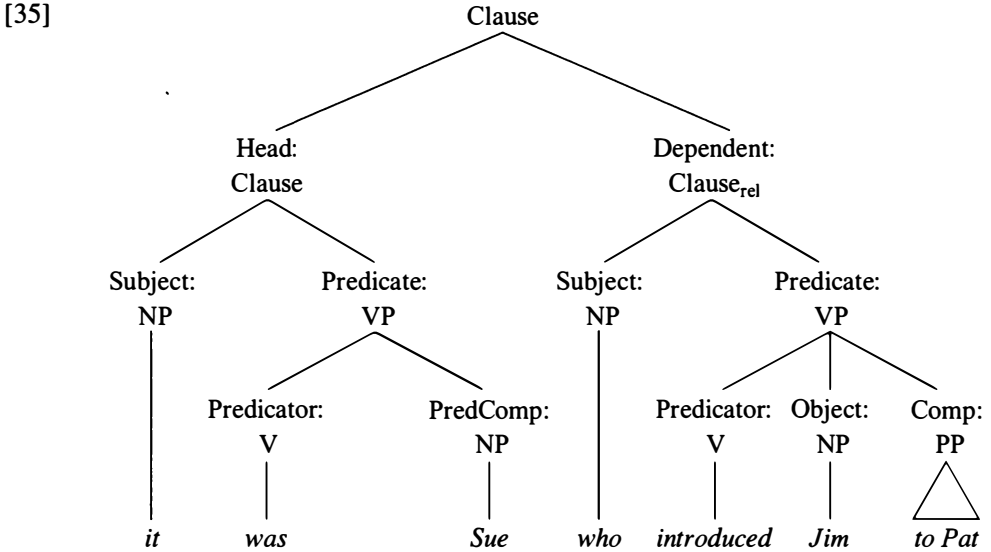 [35]
Clause
Head: Dependent:
Clause Clause_rel
Subject: Predicate: Subject: Predicate:
NP VP NP VP
Predicator: PredComp: Predicator: Object: Comp:
V NP V NP PP
it was Sue who introduced Jim to Pat